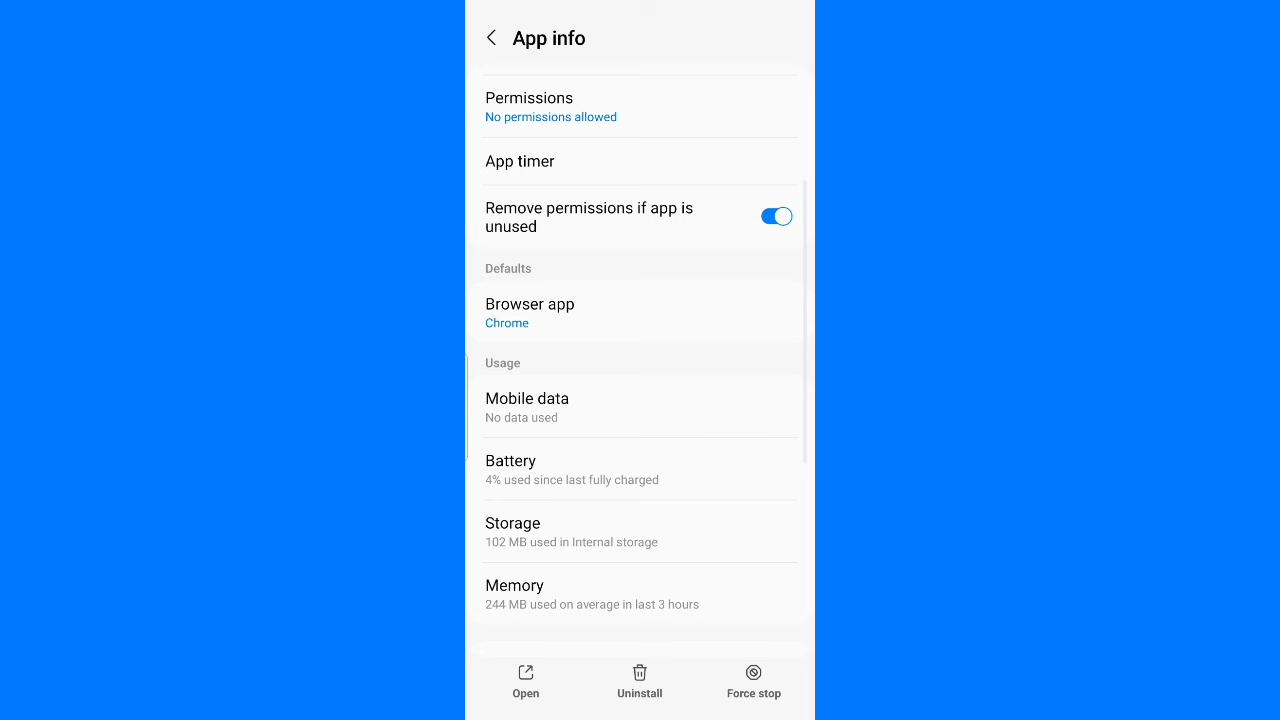 App info
Permissions
No permissions allowed
App timer
Remove permissions if app is
unused
Defaults
Browser app
Chrome
Usage
Mobile data
No data used
Battery
4% used since last fully charged
Storage
102 MB used in Internal storage
Memory
244 MB used on average in last 3 hours
Open
Uninstall
Force stop